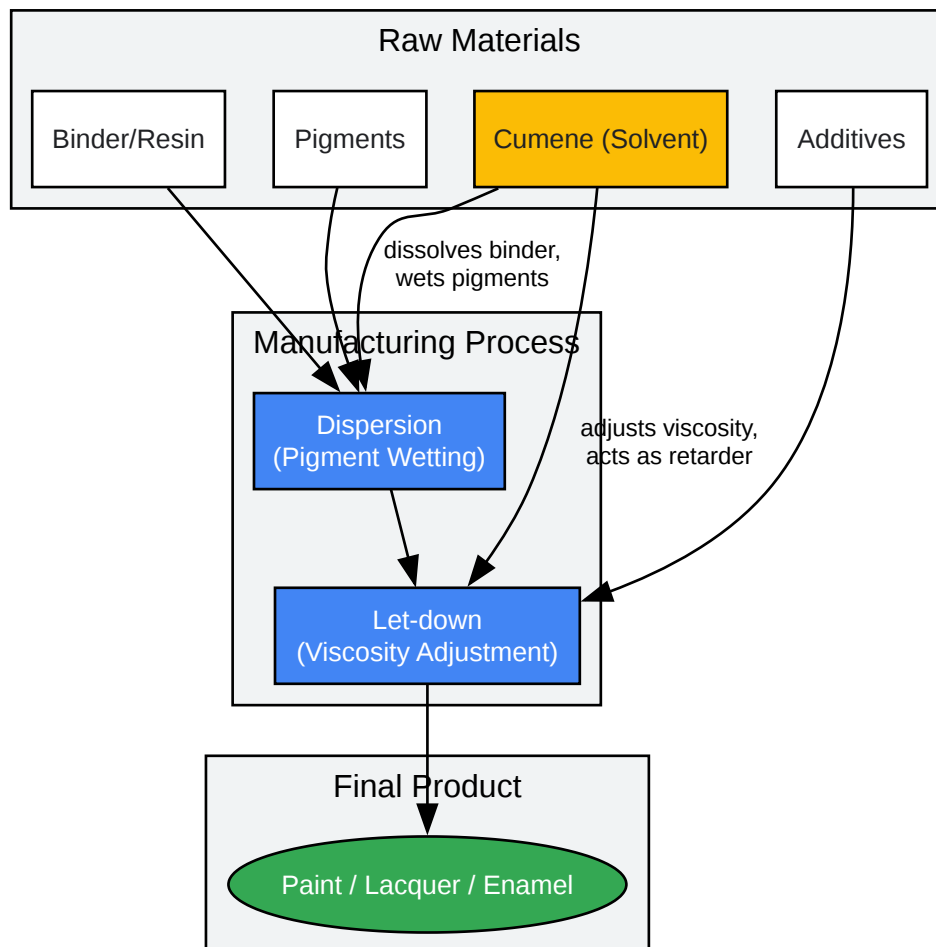 Raw Materials
Binder/Resin
Pigments
Cumene (Solvent)
Additives
dissolves binder,
wets pigments
Manufacturing Process
Dispersion
(Pigment Wetting)
adjusts viscosity,
acts as retarder
Let-down
(Viscosity Adjustment)
Final Product
Paint / Lacquer / Enamel